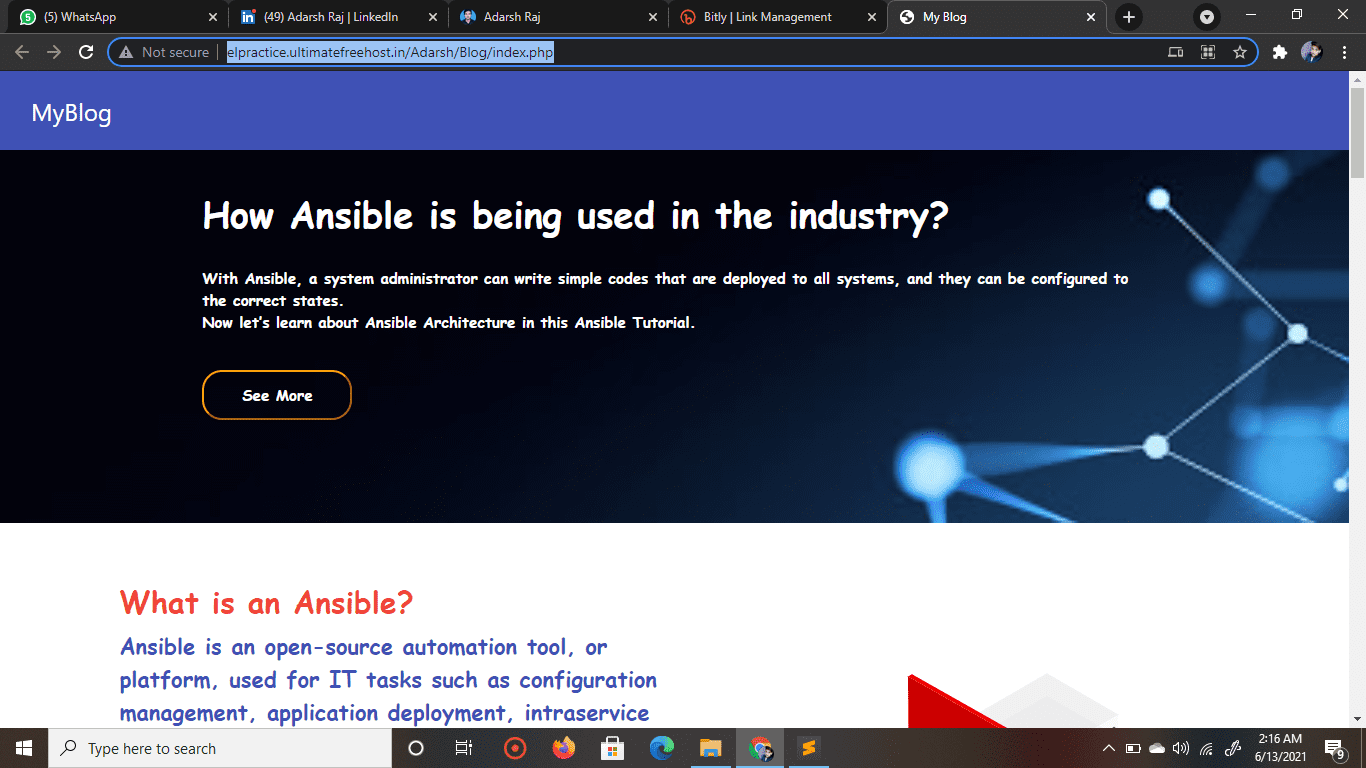 (5) WhatsApp
(49) Adarsh Raj | LinkedIn
Adarsh Raj
Bitly | Link Management
My Blog
Not secure
elpractice.ultimatefreehost.in/Adarsh/Blog/index.php
MyBlog
How Ansible is being used in the industry?
With Ansible, a system administrator can write simple codes that are deployed to all systems, and they can be configured to
the correct states.
Now let's learn about Ansible Architecture in this Ansible Tutorial.
See More
What is an Ansible?
Ansible is an open-source automation tool, or
platform, used for IT tasks such as configuration
management, application deployment, intraservice
Type here to search
2:16 AM
6/13/2021
9